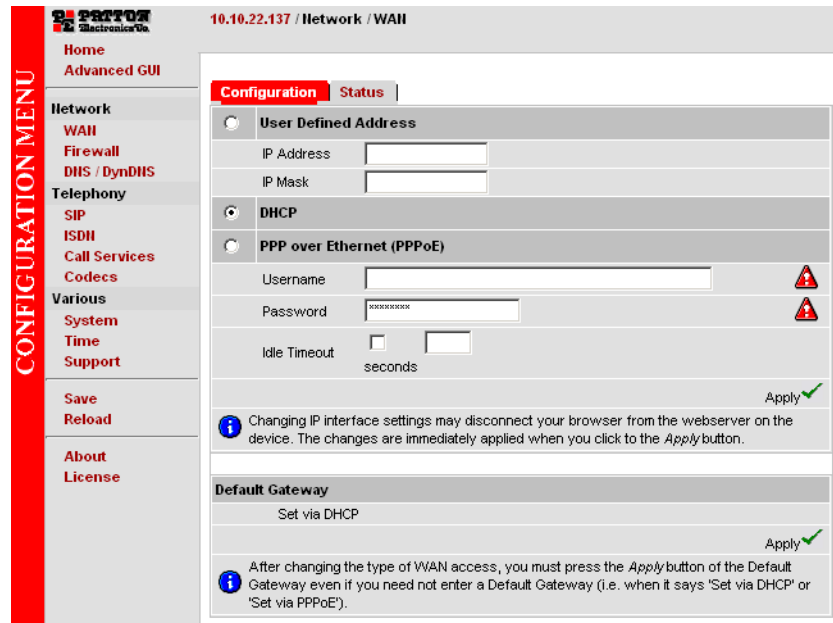 PATTON
Electronics Co.
CONFIGURATION MENU
Home
Advanced GUI
Network
WAN
Firewall
DNS / DynDNS
Telephony
SIP
ISDN
Call Services
Codecs
Various
System
Time
Support
Save
Reload
About
License
10.10.22.137 / Network / WAN
Configuration
Status
User Defined Address
IP Address
IP Mask
DHCP
PPP over Ethernet (PPPoE)
Username
Password xxxxxxxx
Idle Timeout
seconds
Apply
Changing IP interface settings may disconnect your browser from the webserver on the
device. The changes are immediately applied when you click to the Apply button.
Default Gateway
Set via DHCP
Apply
After changing the type of WAN access, you must press the Apply button of the Default
Gateway even if you need not enter a Default Gateway (i.e. when it says 'Set via DHCP' or
'Set via PPPoE').